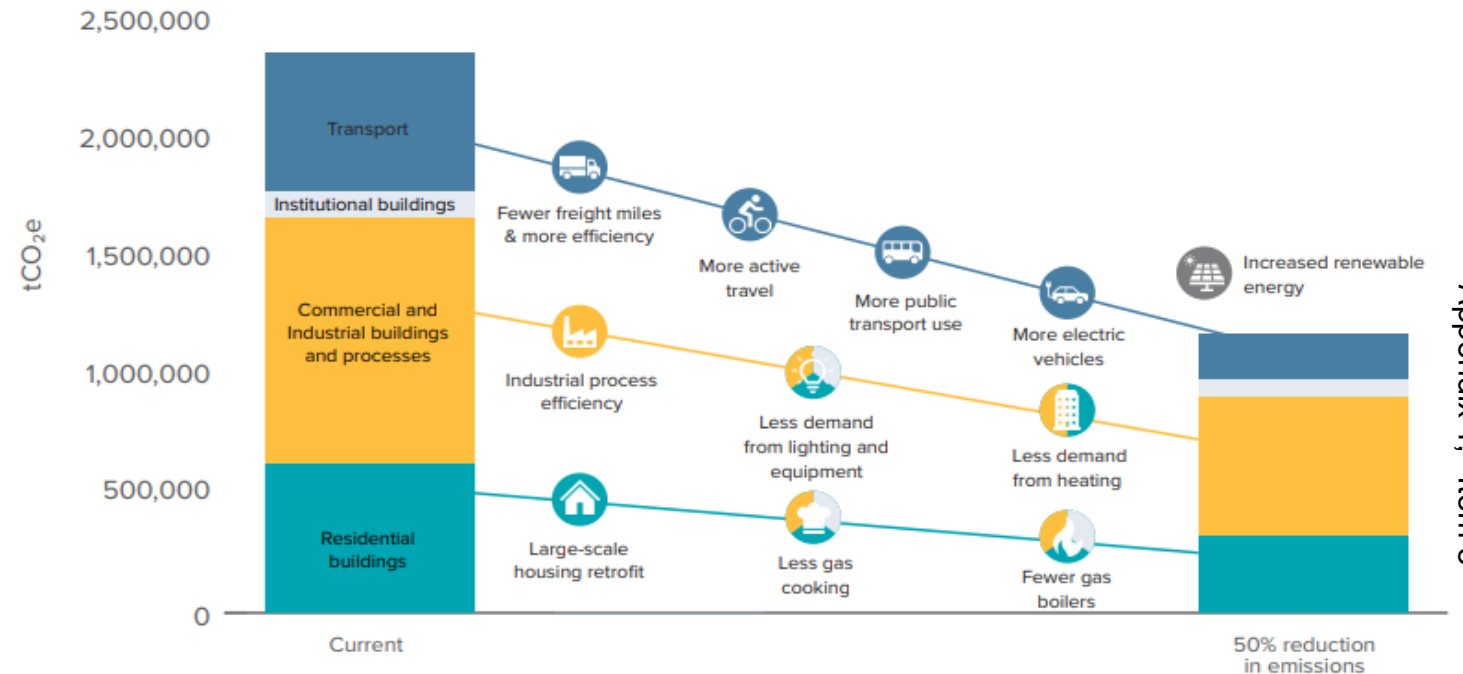 2,500,000
2,000,000
1,500,000
1,000,000
500,000
0
tCO₂e
Transport
Institutional buildings
Commercial and
Industrial buildings
and processes
Residential
buildings
Fewer freight miles
& more efficiency
More active
travel
More public
transport use
More electric
vehicles
Increased renewable
energy
Industrial process
efficiency
Less demand
from lighting and
equipment
Less demand
from heating
Large-scale
housing retrofit
Less gas
cooking
Fewer gas
boilers
Current
50% reduction
in emissions